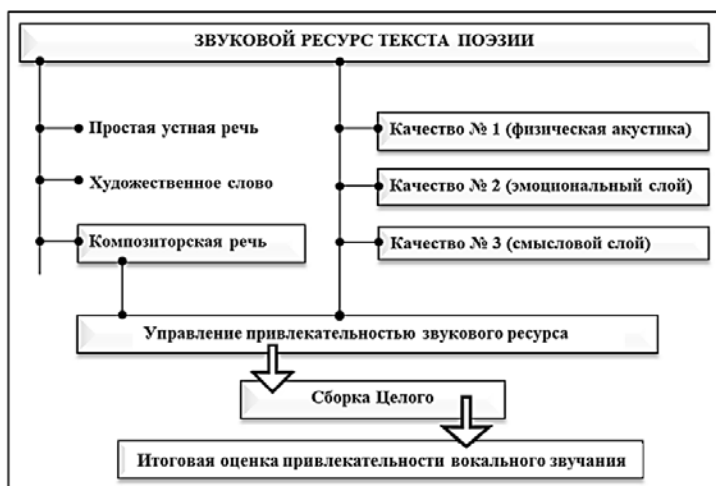 ЗВУКОВОЙ РЕСУРС ТЕКСТА ПОЭЗИИ
Простая устная речь
Художественное слово
Композиторская речь
Качество № 1 (физическая акустика)
Качество № 2 (эмоциональный слой)
Качество № 3 (смысловой слой)
Управление привлекательностью звукового ресурса
Сборка Целого
Итоговая оценка привлекательности вокального звучания